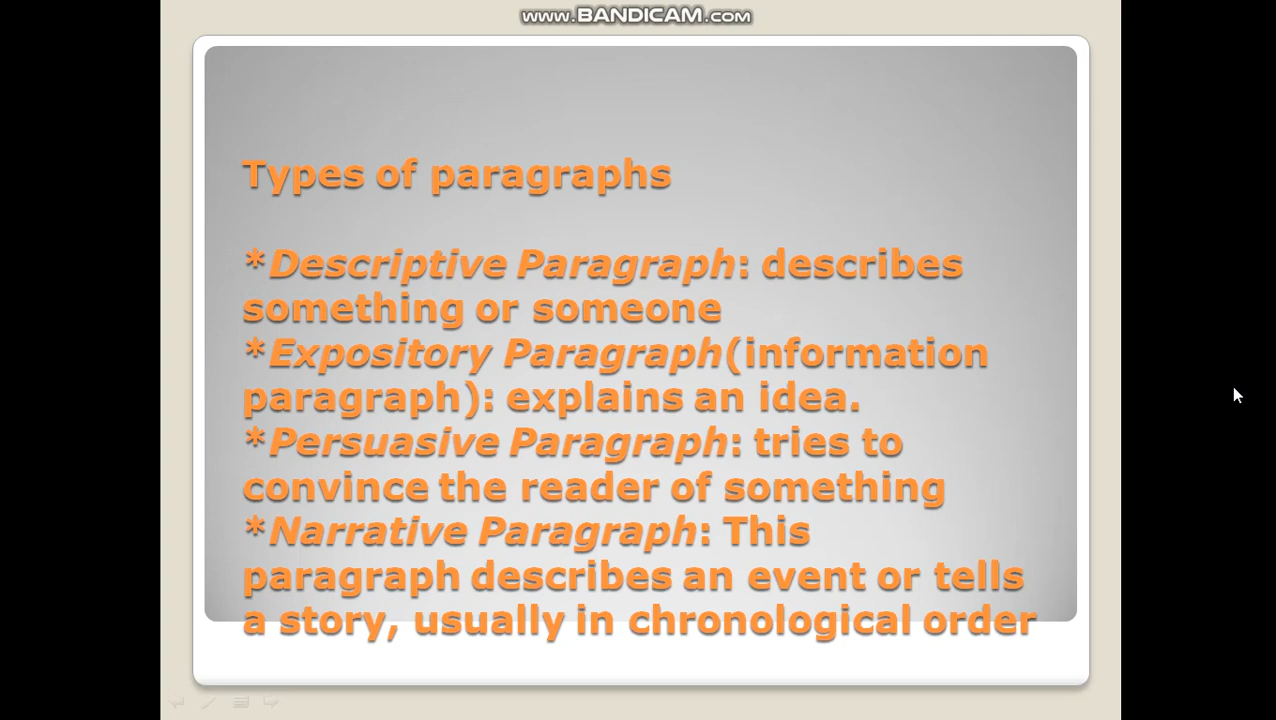 www.BANDICAM.com
Types of paragraphs
*Descriptive Paragraph: describes
something or someone
*Expository Paragraph(information
paragraph): explains an idea.
*Persuasive Paragraph: tries to
convince the reader of something
*Narrative Paragraph: This
paragraph describes an event or tells
a story, usually in chronological order